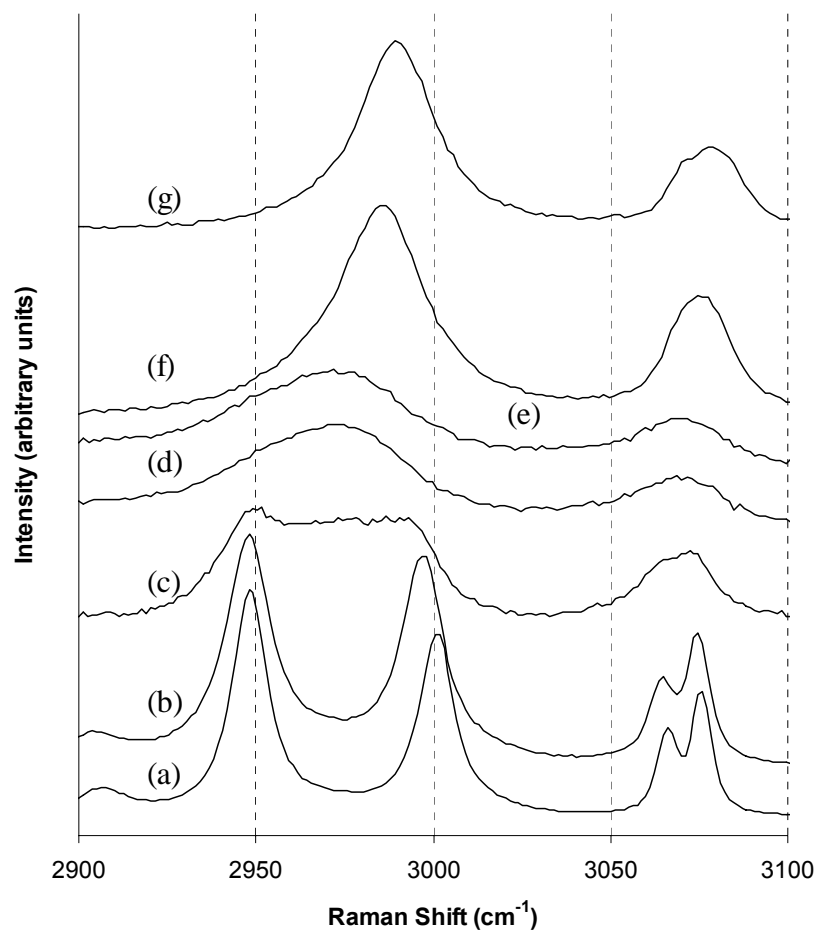 (g)
(f)
(e)
(d)
(c)
(b)
(a)
Intensity (arbitrary units)
2900 2950 3000 3050 3100
Raman Shift (cm⁻¹)